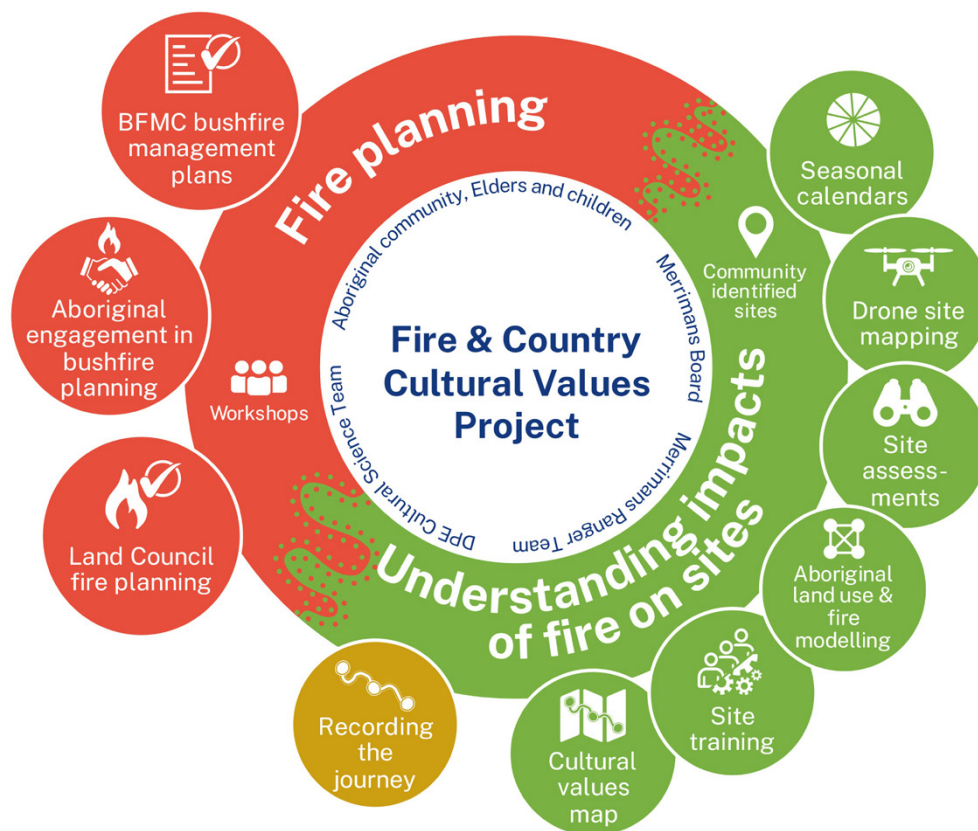 BFMC bushfire
management
plans
Aboriginal
engagement in
bushfire
planning
Land Council
fire planning
Fire planning
Workshops
Aboriginal community, Elders and children
Merrimans Board
Merrimans Ranger Team
DPE Cultural Science Team
Fire & Country
Cultural Values
Project
Community
identified
sites
Understanding impacts
of fire on sites
Seasonal
calendars
Drone site
mapping
Site
assess-
ments
Aboriginal
land use &
fire
modelling
Site
training
Cultural
values
map
Recording
the
journey